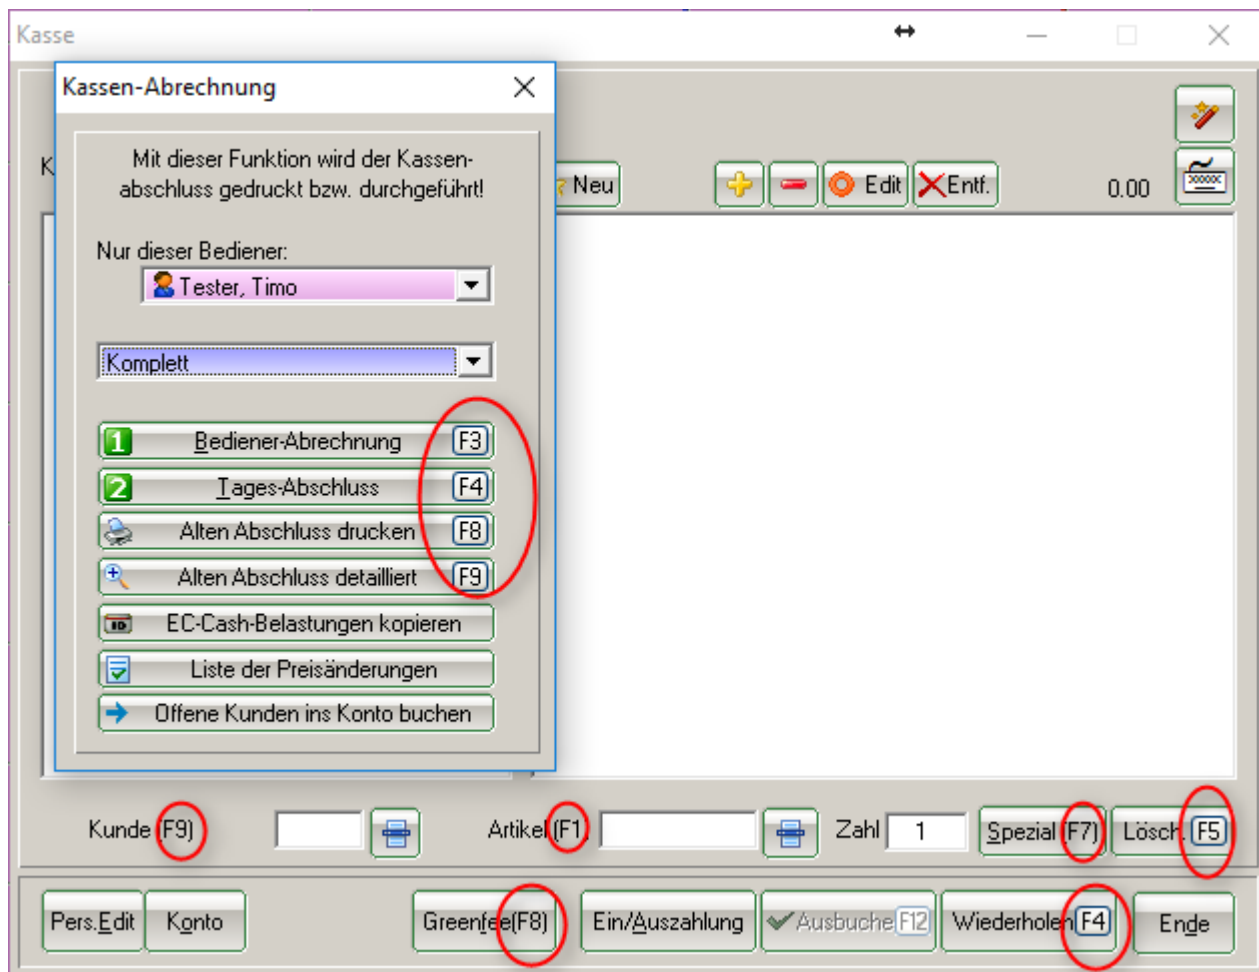 Kasse
Kassen-Abrechnung
Mit dieser Funktion wird der Kassen-
abschluss gedruckt bzw. durchgeführt!
K
Neu
Edit
Entf.
0.00
Nur dieser Bediener:
Tester, Timo
Komplett
1 Bediener-Abrechnung F3
2 Tages-Abschluss F4
Alten Abschluss drucken F8
Alten Abschluss detailliert F9
EC-Cash-Belastungen kopieren
Liste der Preisänderungen
Offene Kunden ins Konto buchen
Kunde (F9)
Artikel (F1)
Zahl 1
Spezial (F7)
Lösch. F5
Pers.Edit
Konto
Greenfee(F8)
Ein/Auszahlung
Ausbuche F12
Wiederholen F4
Ende